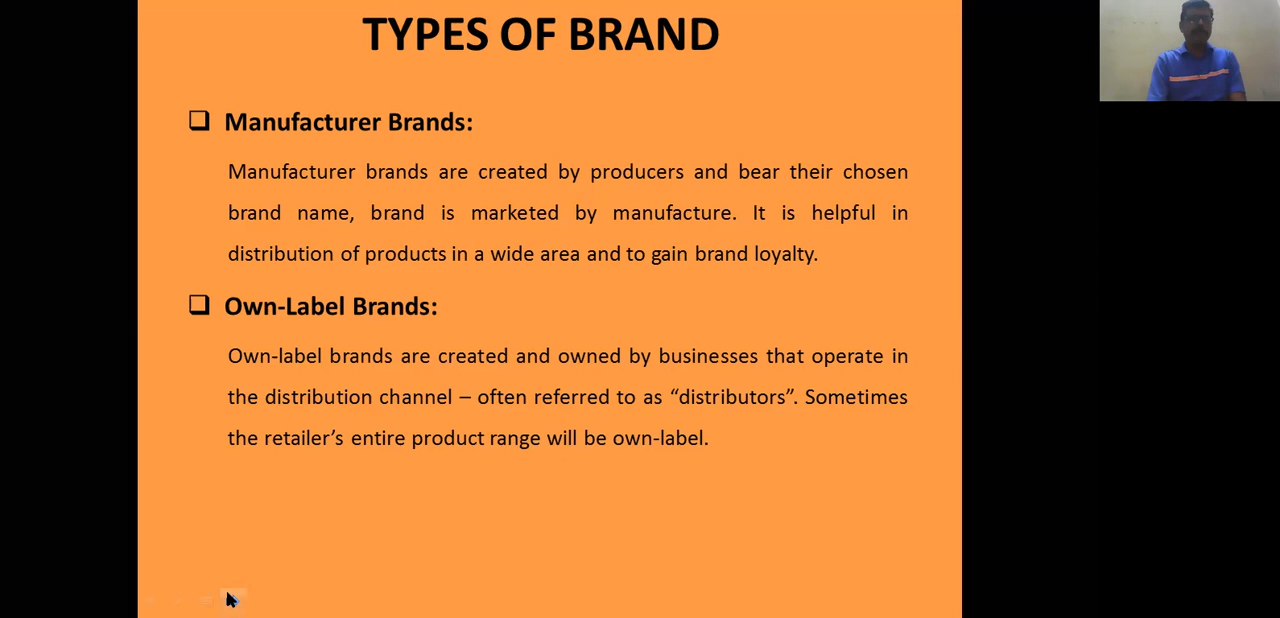 TYPES OF BRAND
Manufacturer Brands:
Manufacturer brands are created by producers and bear their chosen
brand name, brand is marketed by manufacture. It is helpful in
distribution of products in a wide area and to gain brand loyalty.
Own-Label Brands:
Own-label brands are created and owned by businesses that operate in
the distribution channel – often referred to as “distributors”. Sometimes
the retailer’s entire product range will be own-label.